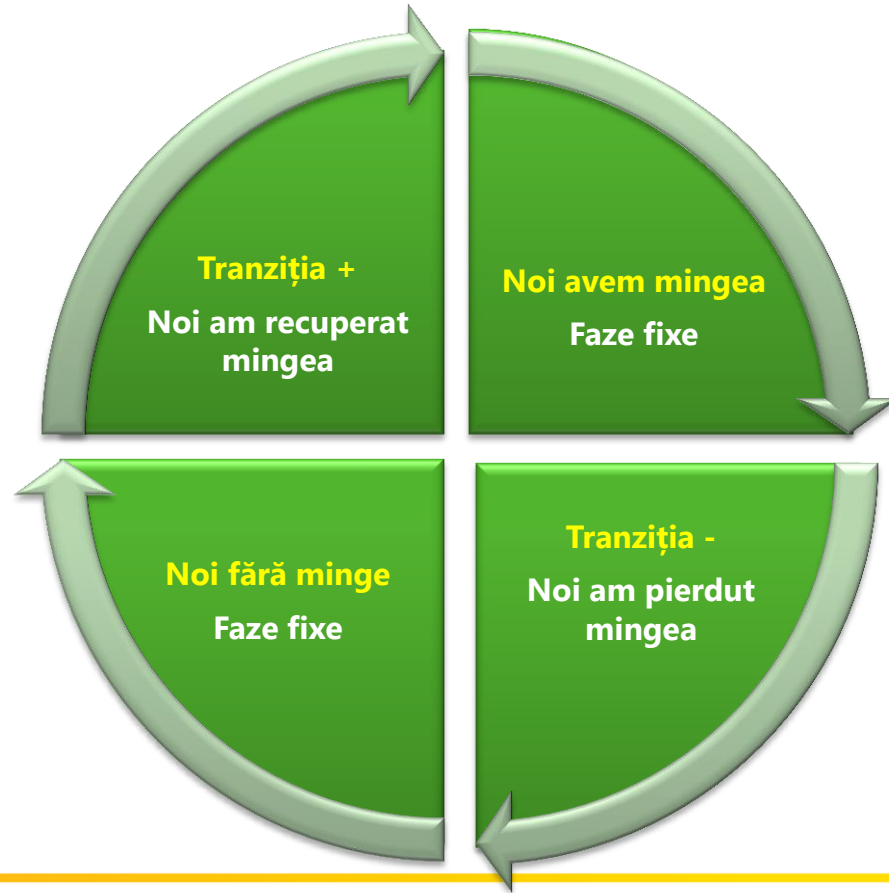 Tranziția +
Noi am recuperat
mingea
Noi avem mingea
Faze fixe
Noi fără minge
Faze fixe
Tranziția -
Noi am pierdut
mingea